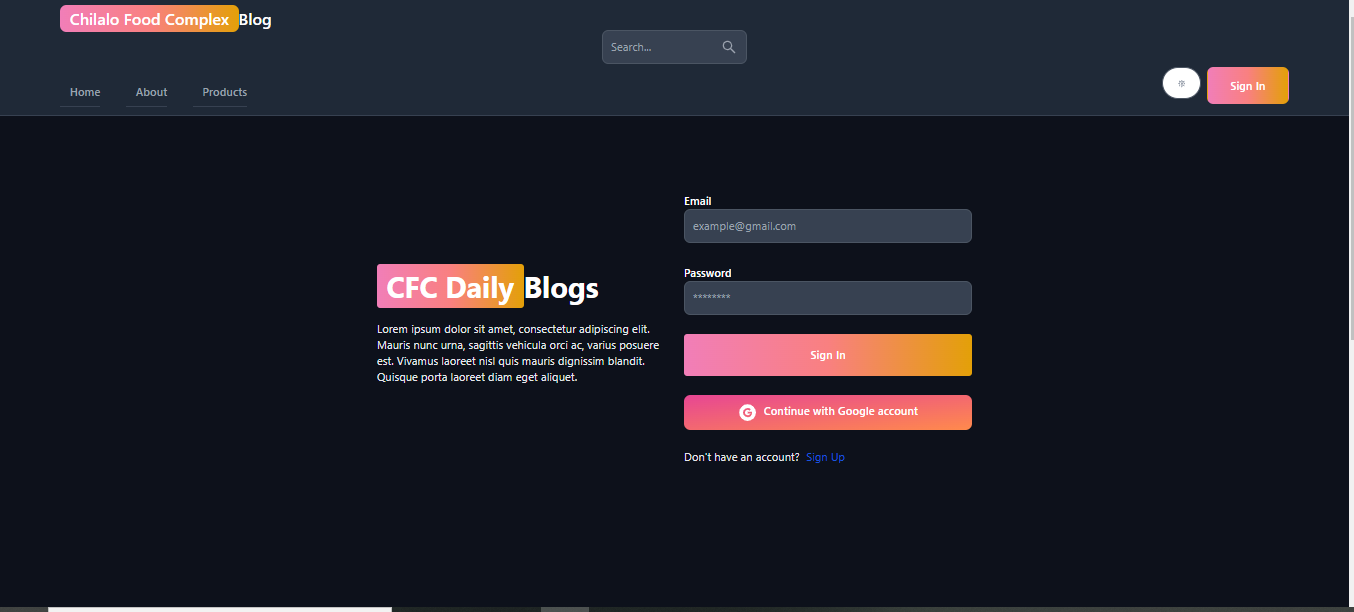 Chilalo Food Complex Blog
Search...
Home About Products
Sign In
Email
example@gmail.com
Password
********
CFC Daily Blogs
Lorem ipsum dolor sit amet, consectetur adipiscing elit.
Mauris nunc urna, sagittis vehicula orci ac, varius posuere
est. Vivamus laoreet nisl quis mauris dignissim blandit.
Quisque porta laoreet diam eget aliquet.
Sign In
G Continue with Google account
Don't have an account? Sign Up